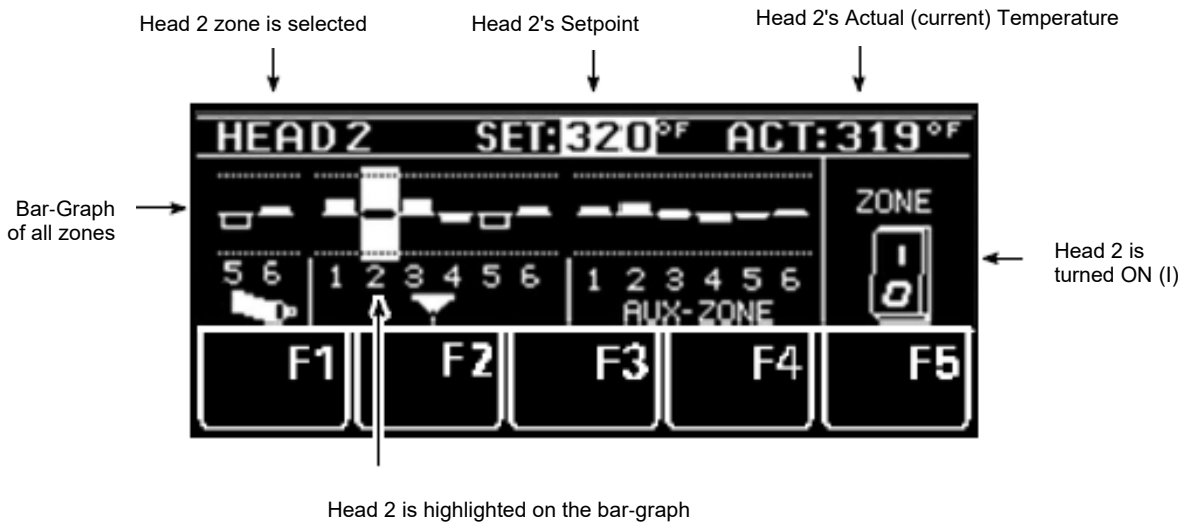 Head 2 zone is selected
Head 2's Setpoint
Head 2's Actual (current) Temperature
HEAD 2 SET:320°F ACT:319°F
Bar-Graph
of all zones
ZONE
I
0
Head 2 is
turned ON (I)
5 6 1 2 3 4 5 6 1 2 3 4 5 6
AUX-ZONE
F1 F2 F3 F4 F5
Head 2 is highlighted on the bar-graph